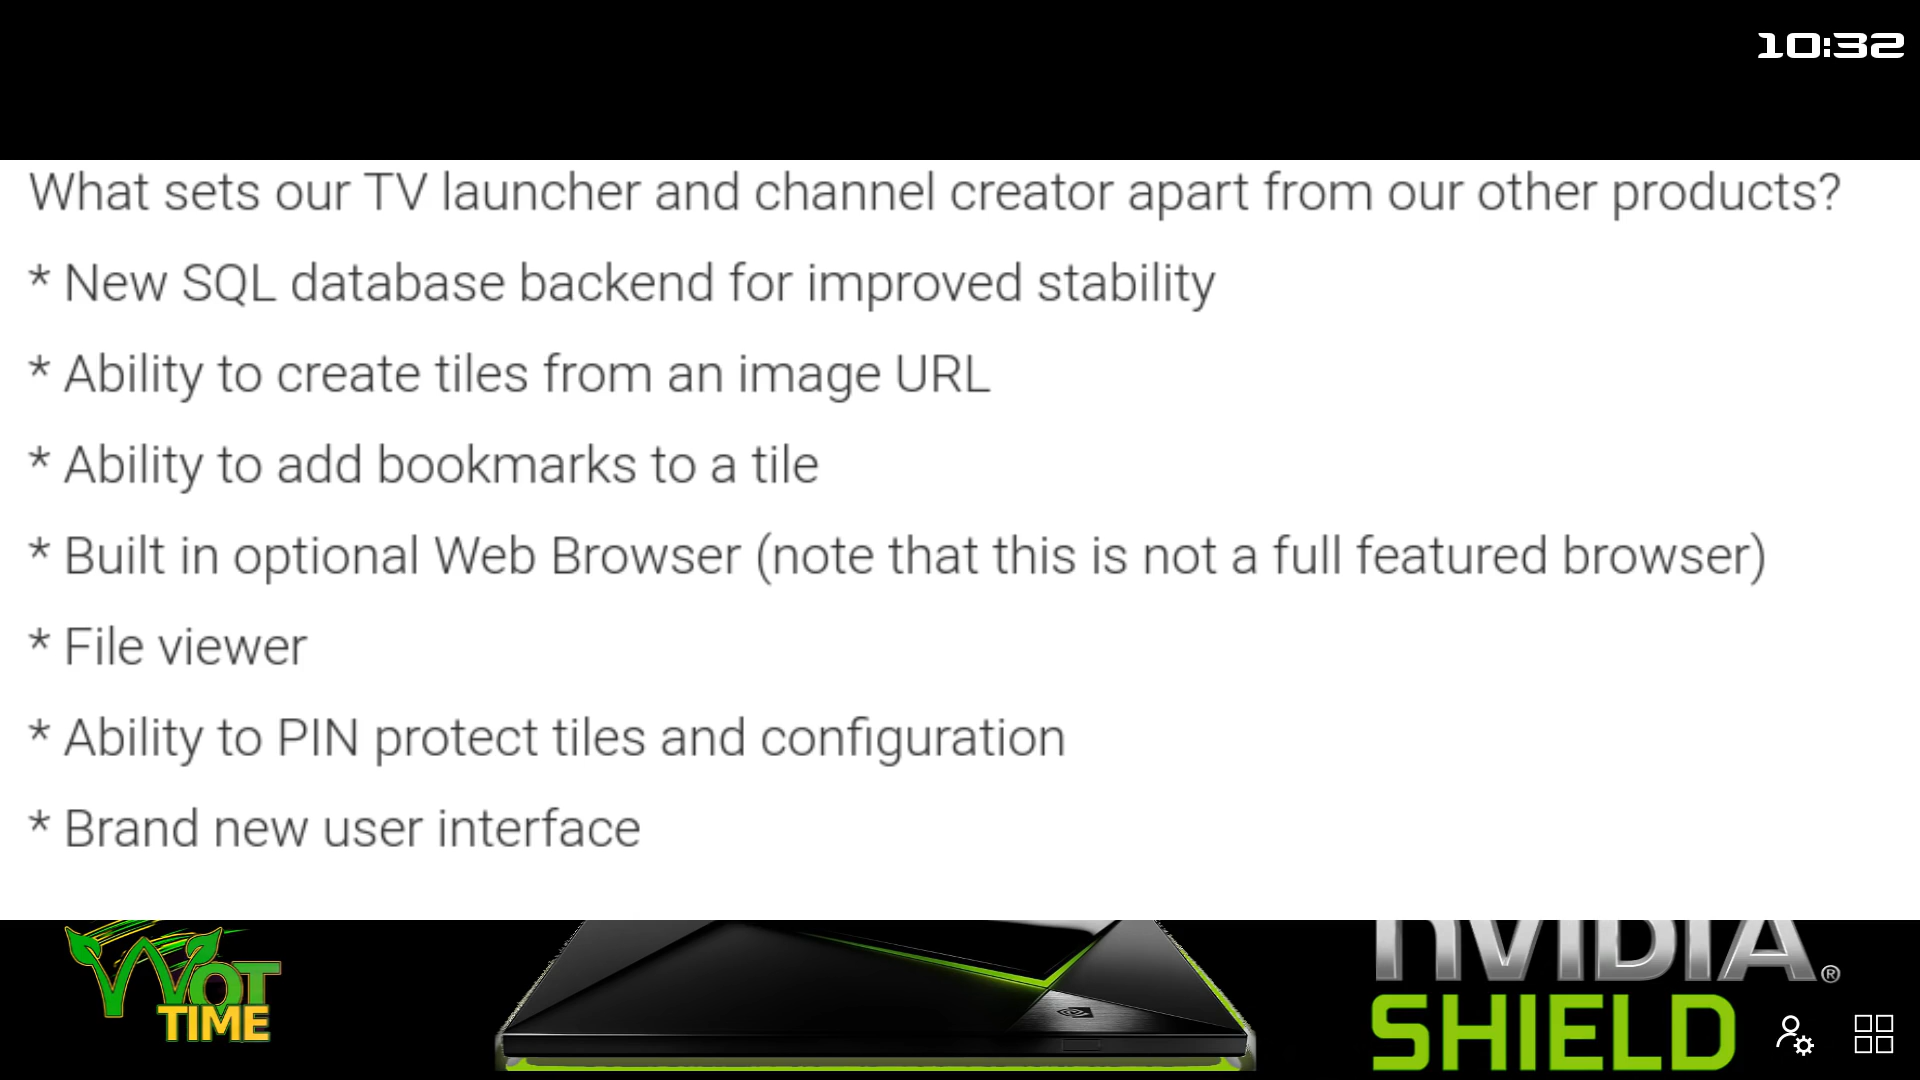 10:32
What sets our TV launcher and channel creator apart from our other products?
* New SQL database backend for improved stability
* Ability to create tiles from an image URL
* Ability to add bookmarks to a tile
* Built in optional Web Browser (note that this is not a full featured browser)
* File viewer
* Ability to PIN protect tiles and configuration
* Brand new user interface
WOT
TIME
NVIDIA®
SHIELD